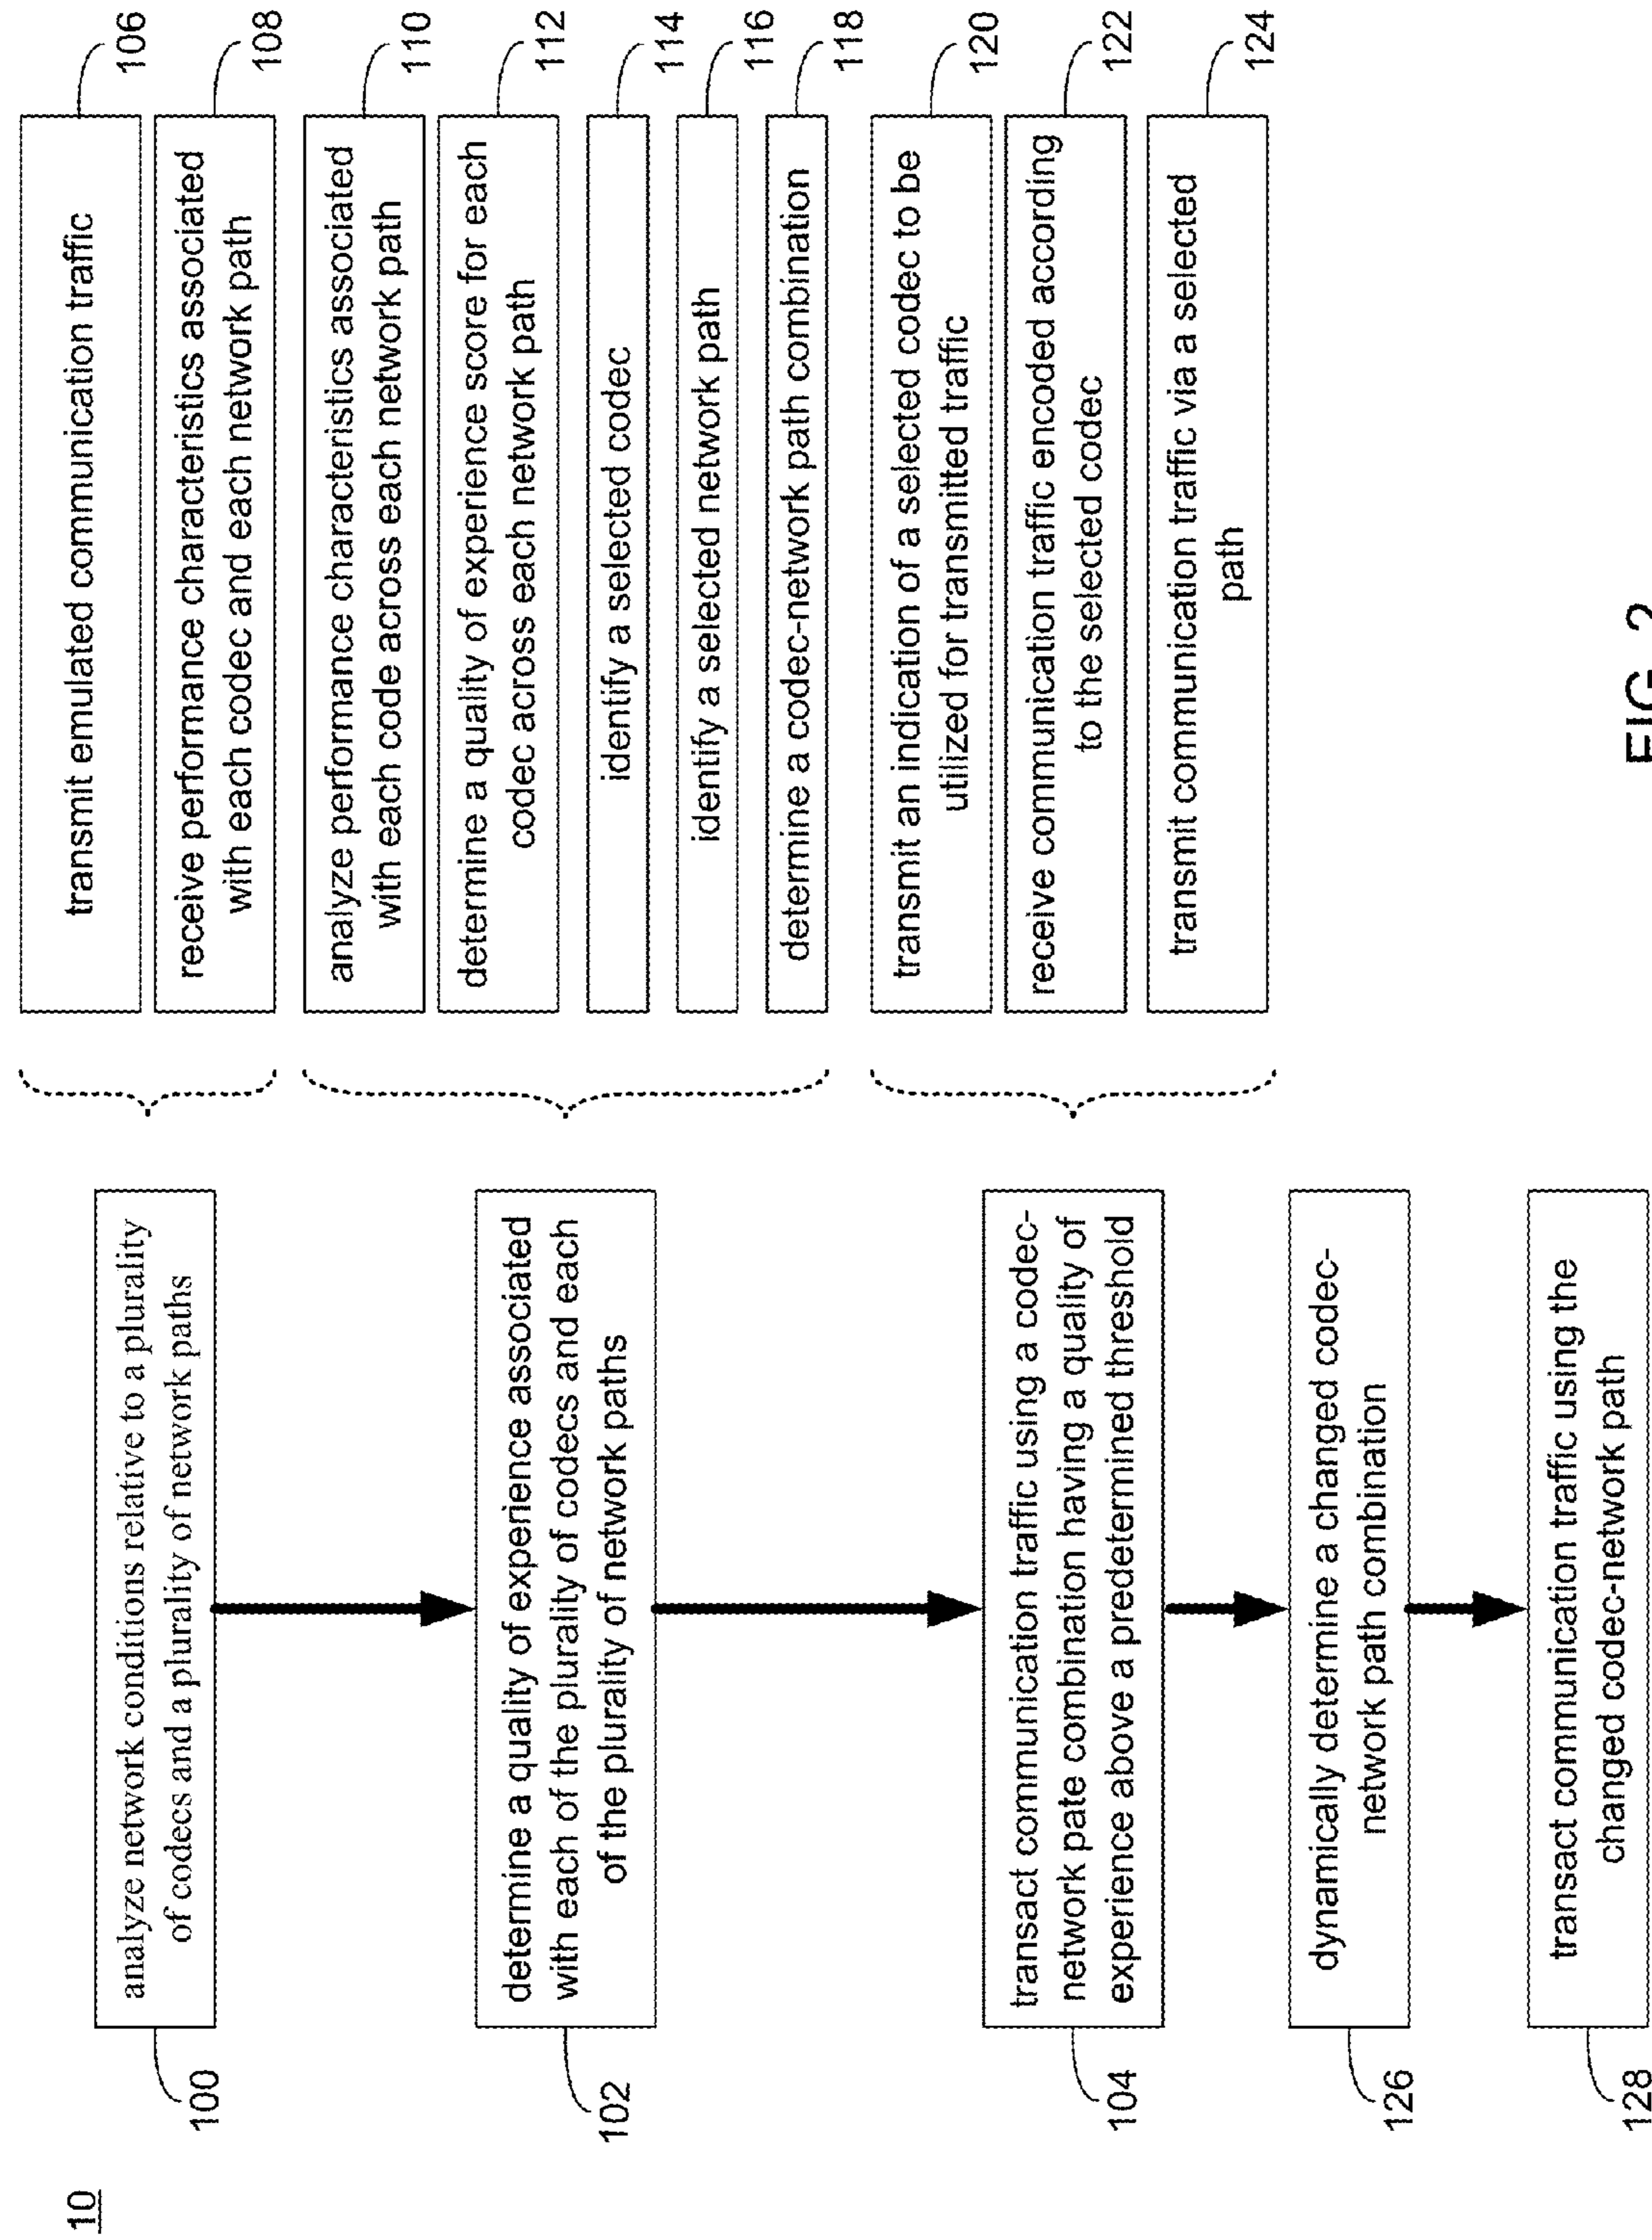 10
100
analyze network conditions relative to a plurality
of codecs and a plurality of network paths
102
determine a quality of experience associated
with each of the plurality of codecs and each
of the plurality of network paths
104
transact communication traffic using a codec-
network pate combination having a quality of
experience above a predetermined threshold
126
dynamically determine a changed codec-
network path combination
128
transact communication traffic using the
changed codec-network path
transmit emulated communication traffic
106
receive performance characteristics associated
with each codec and each network path
108
analyze performance characteristics associated
with each code across each network path
110
determine a quality of experience score for each
codec across each network path
112
identify a selected codec
114
identify a selected network path
116
determine a codec-network path combination
118
transmit an indication of a selected codec to be
utilized for transmitted traffic
120
receive communication traffic encoded according
to the selected codec
122
transmit communication traffic via a selected
path
124
FIG. 2